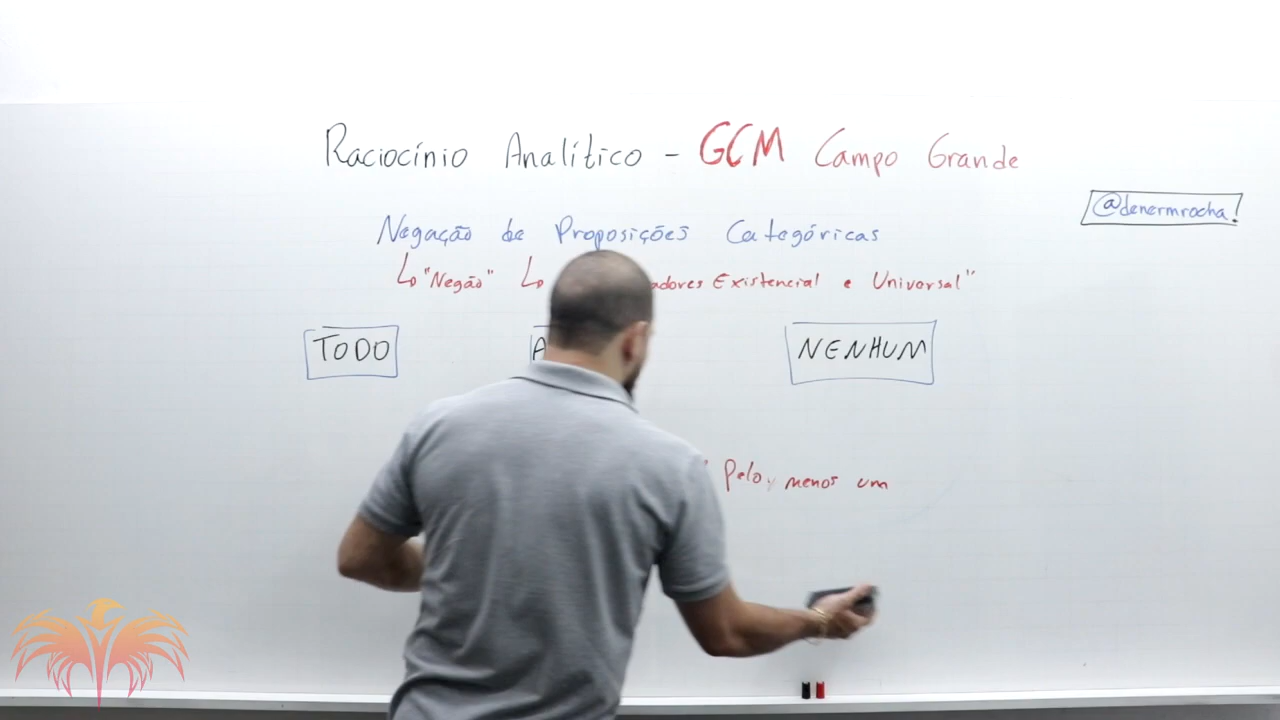 Raciocínio Analítico - GCM Campo Grande
@denermrocha!
Negação de Proposições Categóricas
"Negão" adores Existencial e Universal"
TODO A NENHUM
Pelo menos um